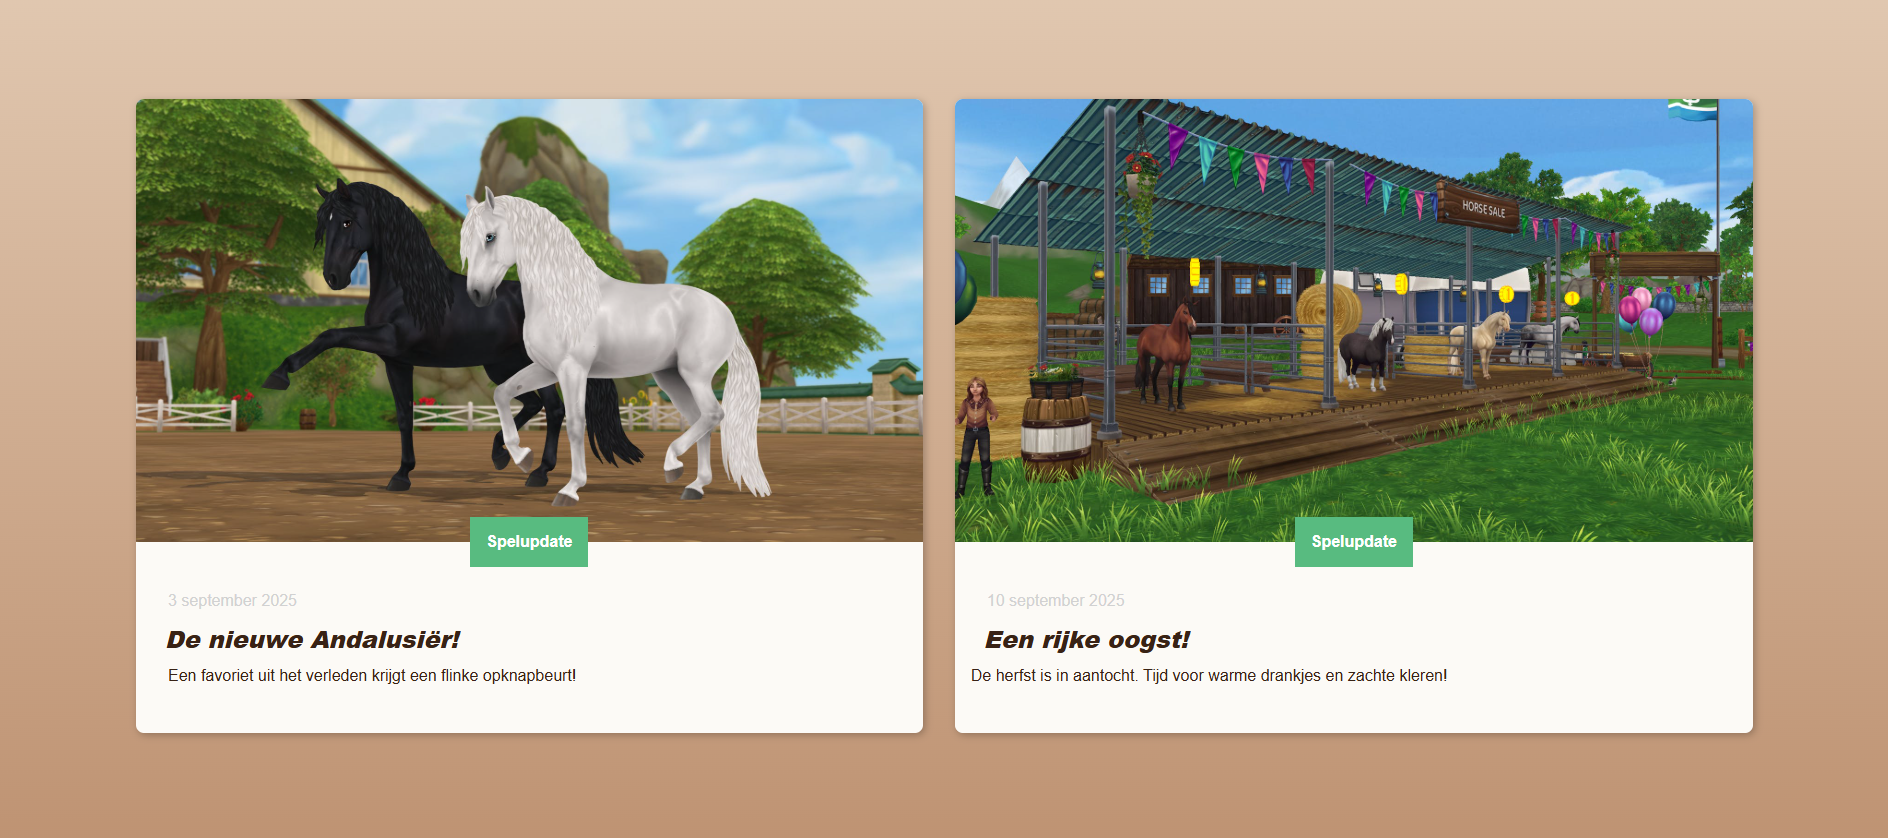 HORSE SALE
Spelupdate
3 september 2025
De nieuwe Andalusiër!
Een favoriet uit het verleden krijgt een flinke opknapbeurt!
Spelupdate
10 september 2025
Een rijke oogst!
De herfst is in aantocht. Tijd voor warme drankjes en zachte kleren!